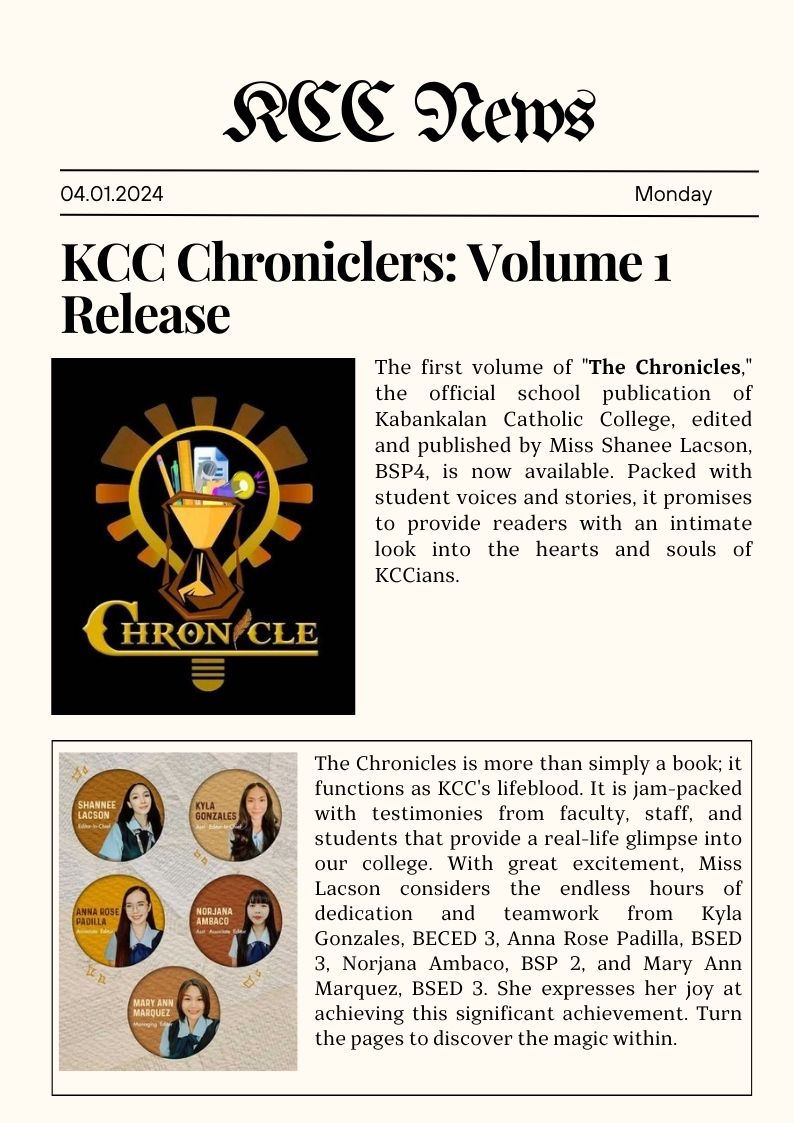 KCC News
04.01.2024
Monday
KCC Chroniclers: Volume 1
Release
The first volume of "The Chronicles,"
the official school publication of
Kabankalan Catholic College, edited
and published by Miss Shanee Lacson,
BSP4, is now available. Packed with
student voices and stories, it promises
to provide readers with an intimate
look into the hearts and souls of
KCCians.
CHRONICLE
SHANNEE
LACSON
Editor-In-Chief
KYLA
GONZALES
Asst. Editor-In-Chief
ANNA ROSE
PADILLA
Associate Editor
NORJANA
AMBACO
Asst. Associate Editor
MARY ANN
MARQUEZ
Managing Editor
The Chronicles is more than simply a book; it
functions as KCC's lifeblood. It is jam-packed
with testimonies from faculty, staff, and
students that provide a real-life glimpse into
our college. With great excitement, Miss
Lacson considers the endless hours of
dedication and teamwork from Kyla
Gonzales, BECED 3, Anna Rose Padilla, BSED
3, Norjana Ambaco, BSP 2, and Mary Ann
Marquez, BSED 3. She expresses her joy at
achieving this significant achievement. Turn
the pages to discover the magic within.